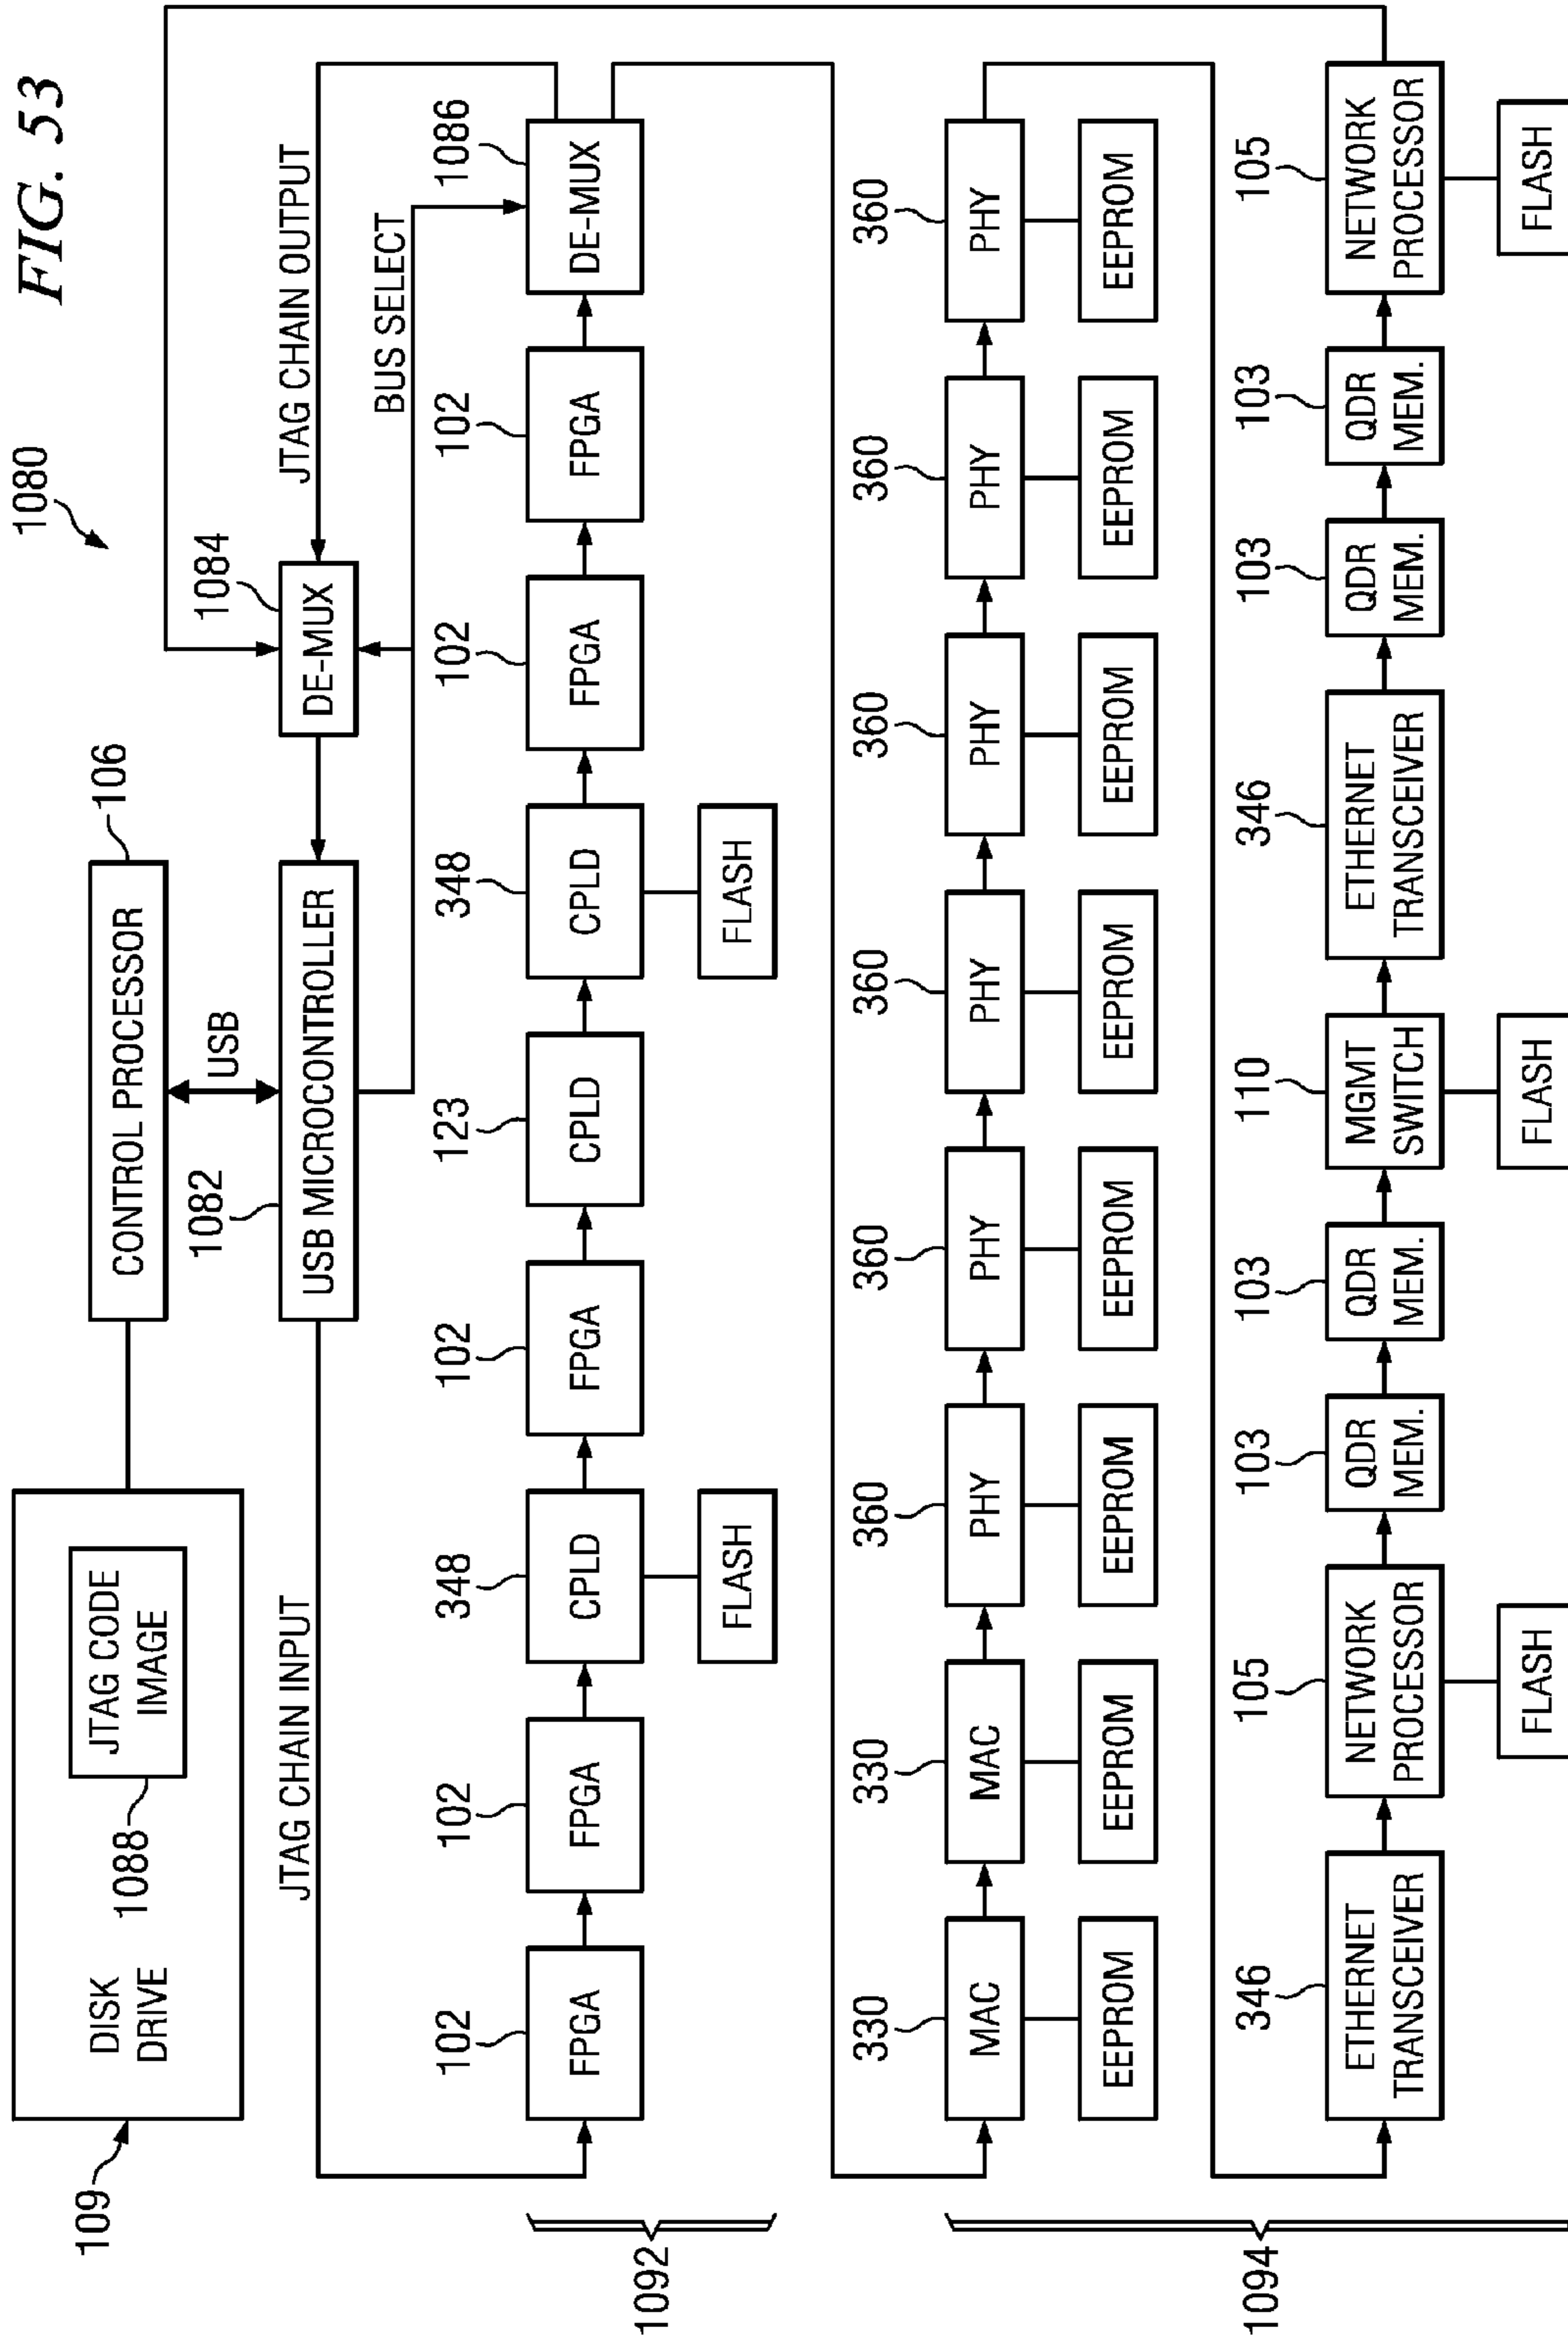 FIG. 53
1080
109
DISK
DRIVE
JTAG CODE
IMAGE
1088
CONTROL PROCESSOR
106
USB
1082
USB MICROCONTROLLER
DE-MUX
1084
JTAG CHAIN INPUT
JTAG CHAIN OUTPUT
BUS SELECT
1092
102
FPGA
102
FPGA
348
CPLD
FLASH
102
FPGA
123
CPLD
348
CPLD
FLASH
102
FPGA
102
FPGA
1086
DE-MUX
1094
330
MAC
EEPROM
330
MAC
EEPROM
360
PHY
EEPROM
360
PHY
EEPROM
360
PHY
EEPROM
360
PHY
EEPROM
360
PHY
EEPROM
360
PHY
EEPROM
346
ETHERNET
TRANSCEIVER
105
NETWORK
PROCESSOR
FLASH
103
QDR
MEM.
103
QDR
MEM.
110
MGMT
SWITCH
FLASH
346
ETHERNET
TRANSCEIVER
103
QDR
MEM.
103
QDR
MEM.
105
NETWORK
PROCESSOR
FLASH